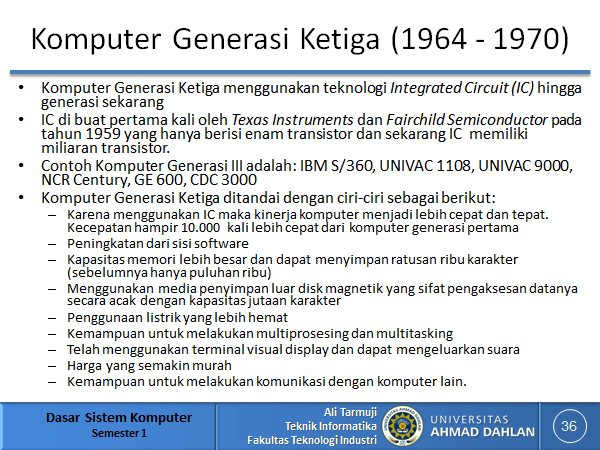 Komputer Generasi Ketiga (1964 - 1970)
• Komputer Generasi Ketiga menggunakan teknologi Integrated Circuit (IC) hingga
generasi sekarang
• IC di buat pertama kali oleh Texas Instruments dan Fairchild Semiconductor pada
tahun 1959 yang hanya berisi enam transistor dan sekarang IC memiliki
miliaran transistor.
• Contoh Komputer Generasi III adalah: IBM S/360, UNIVAC 1108, UNIVAC 9000,
NCR Century, GE 600, CDC 3000
• Komputer Generasi Ketiga ditandai dengan ciri-ciri sebagai berikut:
– Karena menggunakan IC maka kinerja komputer menjadi lebih cepat dan tepat.
Kecepatan hampir 10.000 kali lebih cepat dari komputer generasi pertama
– Peningkatan dari sisi software
– Kapasitas memori lebih besar dan dapat menyimpan ratusan ribu karakter
(sebelumnya hanya puluhan ribu)
– Menggunakan media penyimpan luar disk magnetik yang sifat pengaksesan datanya
secara acak dengan kapasitas jutaan karakter
– Penggunaan listrik yang lebih hemat
– Kemampuan untuk melakukan multiprosesing dan multitasking
– Telah menggunakan terminal visual display dan dapat mengeluarkan suara
– Harga yang semakin murah
– Kemampuan untuk melakukan komunikasi dengan komputer lain.
Dasar Sistem Komputer
Semester 1
Ali Tarmuji
Teknik Informatika
Fakultas Teknologi Industri
UNIVERSITAS
AHMAD DAHLAN
36